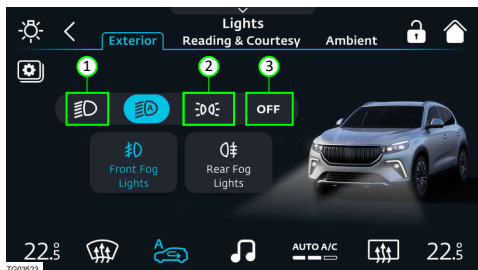 Lights
Exterior Reading & Courtesy Ambient
1 2 3
A OFF
Front Fog
Lights
Rear Fog
Lights
22.5 A AUTO A/C 22.5
TG03523